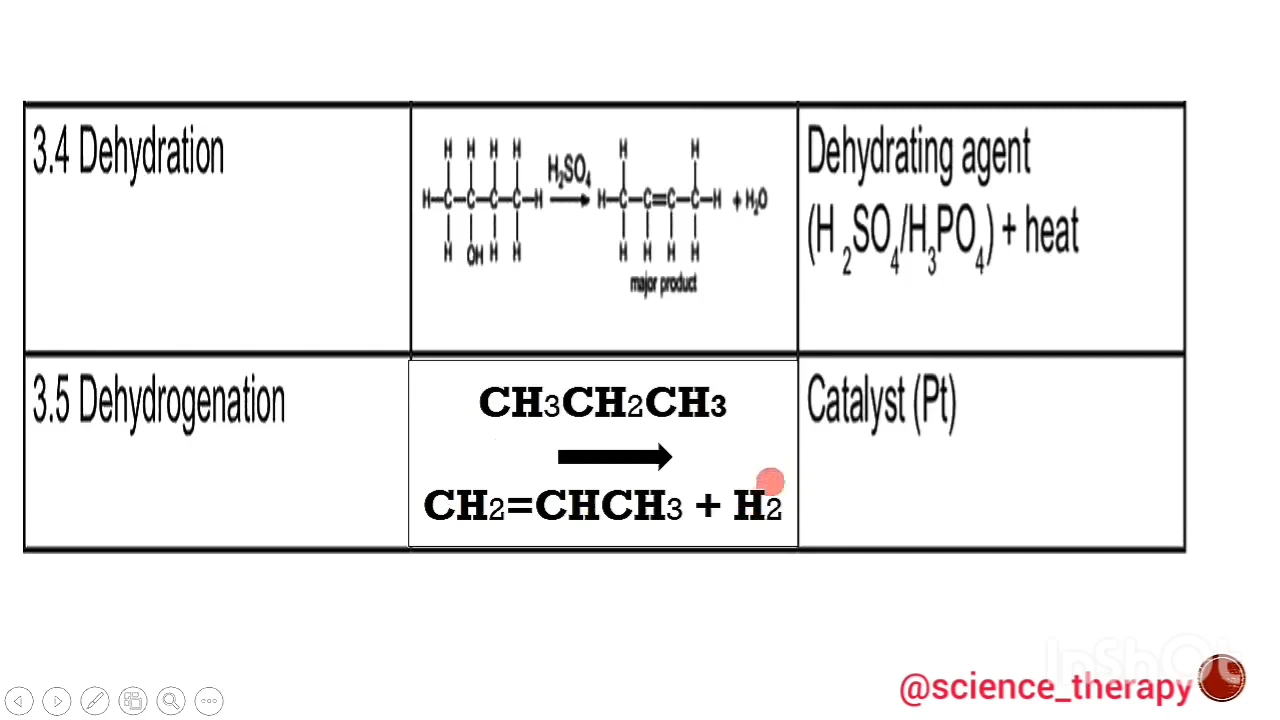 3.4 Dehydration
H H H H
H–C–C–C–C–H
H OH H H
H₂SO₄
H H
H–C–C=C–C–H + H₂O
H H H H
major product
Dehydrating agent
(H₂SO₄/H₃PO₄) + heat
3.5 Dehydrogenation
CH3CH2CH3
CH2=CHCH3 + H2
Catalyst (Pt)
InShOt
@science_therapy